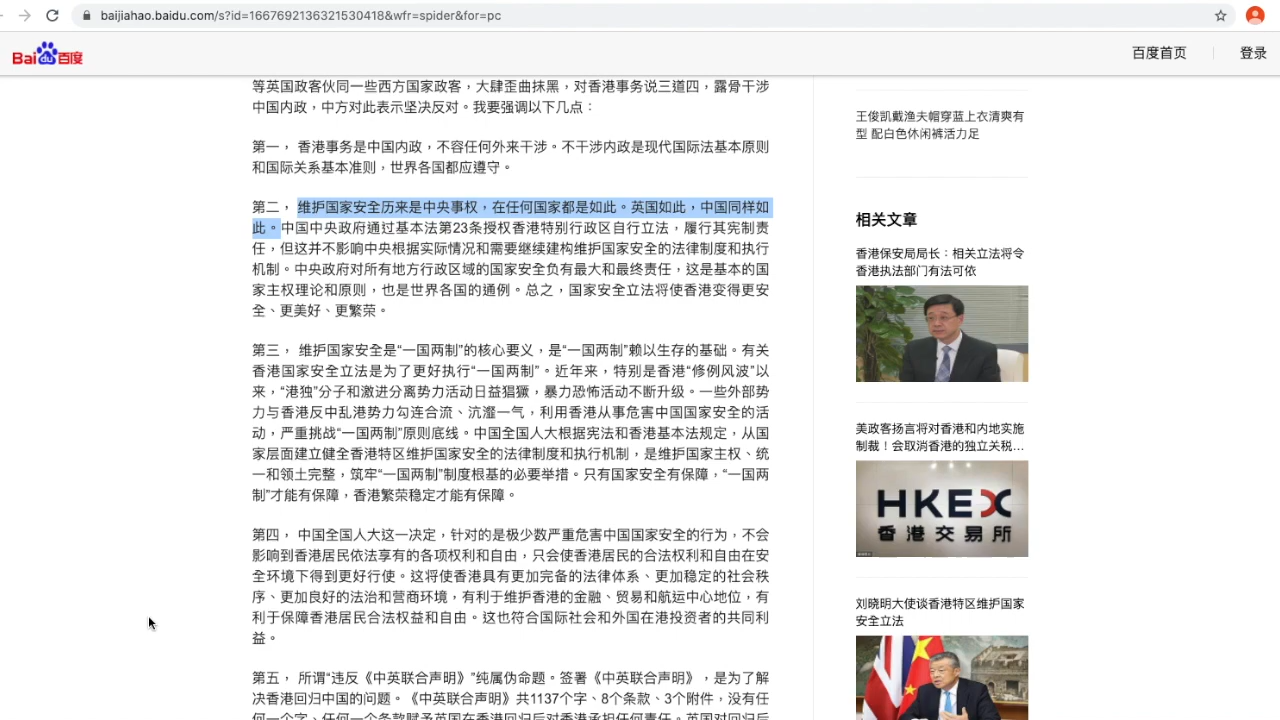 baijiahao.baidu.com/s?id=1667692136321530418&wfr=spider&for=pc
Bai du 百度
百度首页
登录
等英国政客伙同一些西方国家政客，大肆歪曲抹黑，对香港事务说三道四，露骨干涉
中国内政，中方对此表示坚决反对。我要强调以下几点：
第一， 香港事务是中国内政，不容任何外来干涉。不干涉内政是现代国际法基本原则
和国际关系基本准则，世界各国都应遵守。
第二， 维护国家安全历来是中央事权，在任何国家都是如此。英国如此，中国同样如
此。中国中央政府通过基本法第23条授权香港特别行政区自行立法，履行其宪制责
任，但这并不影响中央根据实际情况和需要继续建构维护国家安全的法律制度和执行
机制。中央政府对所有地方行政区域的国家安全负有最大和最终责任，这是基本的国
家主权理论和原则，也是世界各国的通例。总之，国家安全立法将使香港变得更安
全、更美好、更繁荣。
第三， 维护国家安全是“一国两制”的核心要义，是“一国两制”赖以生存的基础。有关
香港国家安全立法是为了更好执行“一国两制”。近年来，特别是香港“修例风波”以
来，“港独”分子和激进分离势力活动日益猖獗，暴力恐怖活动不断升级。一些外部势
力与香港反中乱港势力勾连合流、沆瀣一气，利用香港从事危害中国国家安全的活
动，严重挑战“一国两制”原则底线。中国全国人大根据宪法和香港基本法规定，从国
家层面建立健全香港特区维护国家安全的法律制度和执行机制，是维护国家主权、统
一和领土完整，筑牢“一国两制”制度根基的必要举措。只有国家安全有保障，“一国两
制”才能有保障，香港繁荣稳定才能有保障。
第四， 中国全国人大这一决定，针对的是极少数严重危害中国国家安全的行为，不会
影响到香港居民依法享有的各项权利和自由，只会使香港居民的合法权利和自由在安
全环境下得到更好行使。这将使香港具有更加完备的法律体系、更加稳定的社会秩
序、更加良好的法治和营商环境，有利于维护香港的金融、贸易和航运中心地位，有
利于保障香港居民合法权益和自由。这也符合国际社会和外国在港投资者的共同利
益。
第五， 所谓“违反《中英联合声明》”纯属伪命题。签署《中英联合声明》，是为了解
决香港回归中国的问题。《中英联合声明》共1137个字、8个条款、3个附件，没有任
何一个字、任何一个条款赋予英国在香港回归后对香港承担任何责任。英国对回归后
王俊凯戴渔夫帽穿蓝上衣清爽有
型 配白色休闲裤活力足
相关文章
香港保安局局长：相关立法将令
香港执法部门有法可依
美政客扬言将对香港和内地实施
制裁！会取消香港的独立关税…
HKEX
香港交易所
刘晓明大使谈香港特区维护国家
安全立法